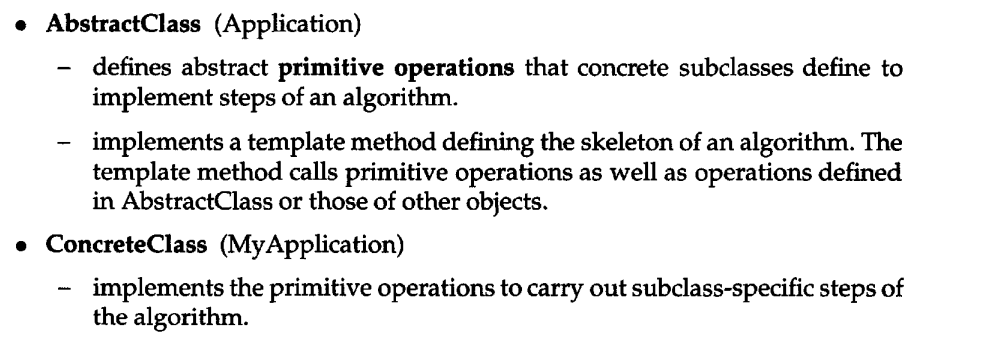 • AbstractClass (Application)
– defines abstract primitive operations that concrete subclasses define to
implement steps of an algorithm.
– implements a template method defining the skeleton of an algorithm. The
template method calls primitive operations as well as operations defined
in AbstractClass or those of other objects.
• ConcreteClass (MyApplication)
– implements the primitive operations to carry out subclass-specific steps of
the algorithm.